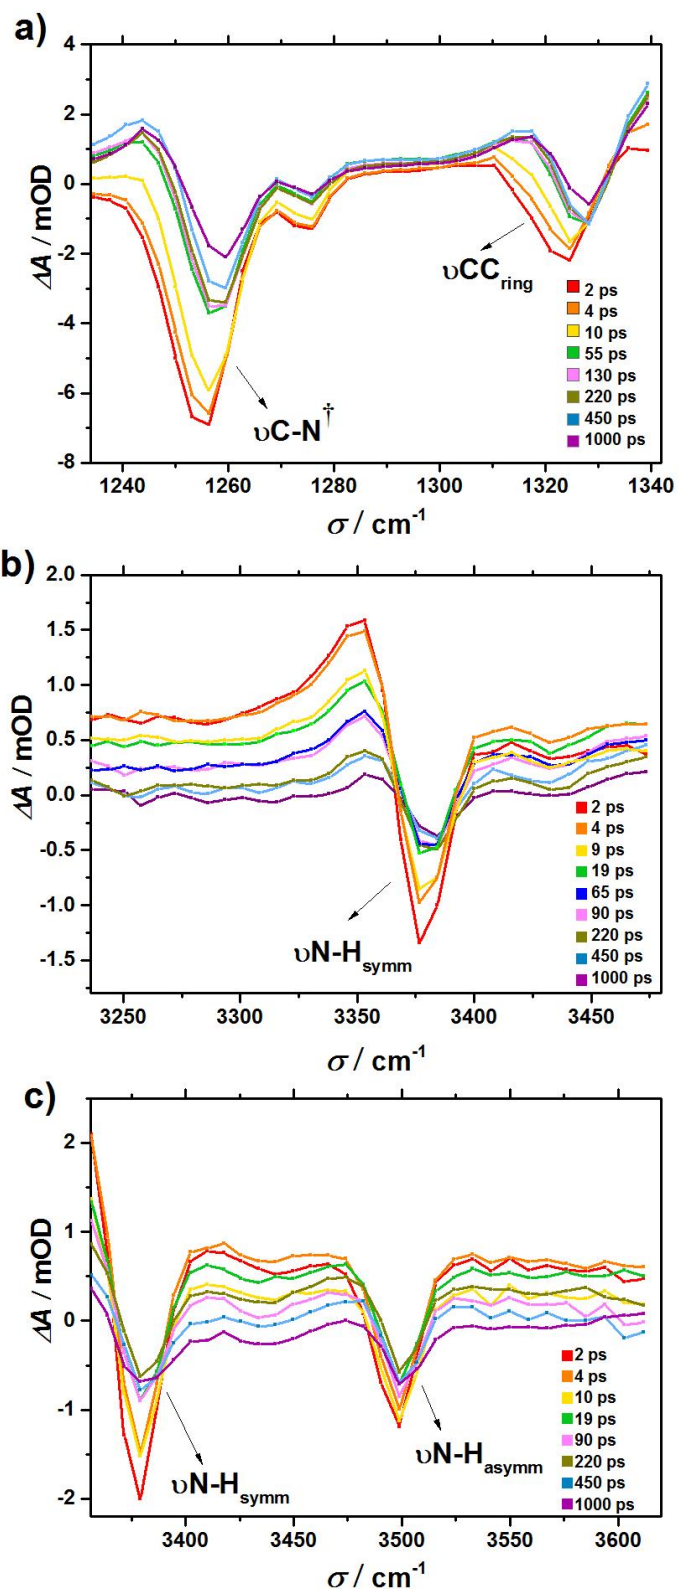 a)
4
2
0
-2
-4
-6
-8
ΔA / mOD
υCC ring
υC-N†
2 ps
4 ps
10 ps
55 ps
130 ps
220 ps
450 ps
1000 ps
1240 1260 1280 1300 1320 1340
σ / cm-1
b)
2.0
1.5
1.0
0.5
0.0
-0.5
-1.0
-1.5
ΔA / mOD
υN-H symm
2 ps
4 ps
9 ps
19 ps
65 ps
90 ps
220 ps
450 ps
1000 ps
3250 3300 3350 3400 3450
σ / cm-1
c)
2
1
0
-1
-2
ΔA / mOD
υN-H symm
υN-H asymm
2 ps
4 ps
10 ps
19 ps
90 ps
220 ps
450 ps
1000 ps
3400 3450 3500 3550 3600
σ / cm-1